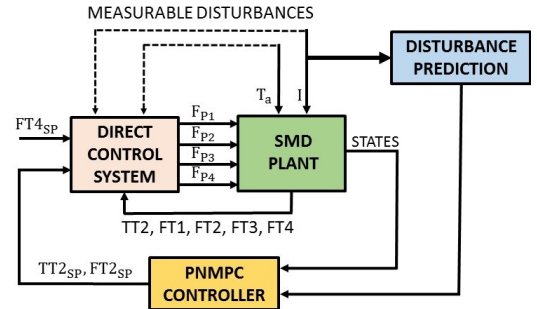 MEASURABLE DISTURBANCES
DISTURBANCE
PREDICTION
Ta
I
FT4SP
DIRECT
CONTROL
SYSTEM
FP1
FP2
FP3
FP4
SMD
PLANT
STATES
TT2, FT1, FT2, FT3, FT4
TT2SP, FT2SP
PNMPC
CONTROLLER